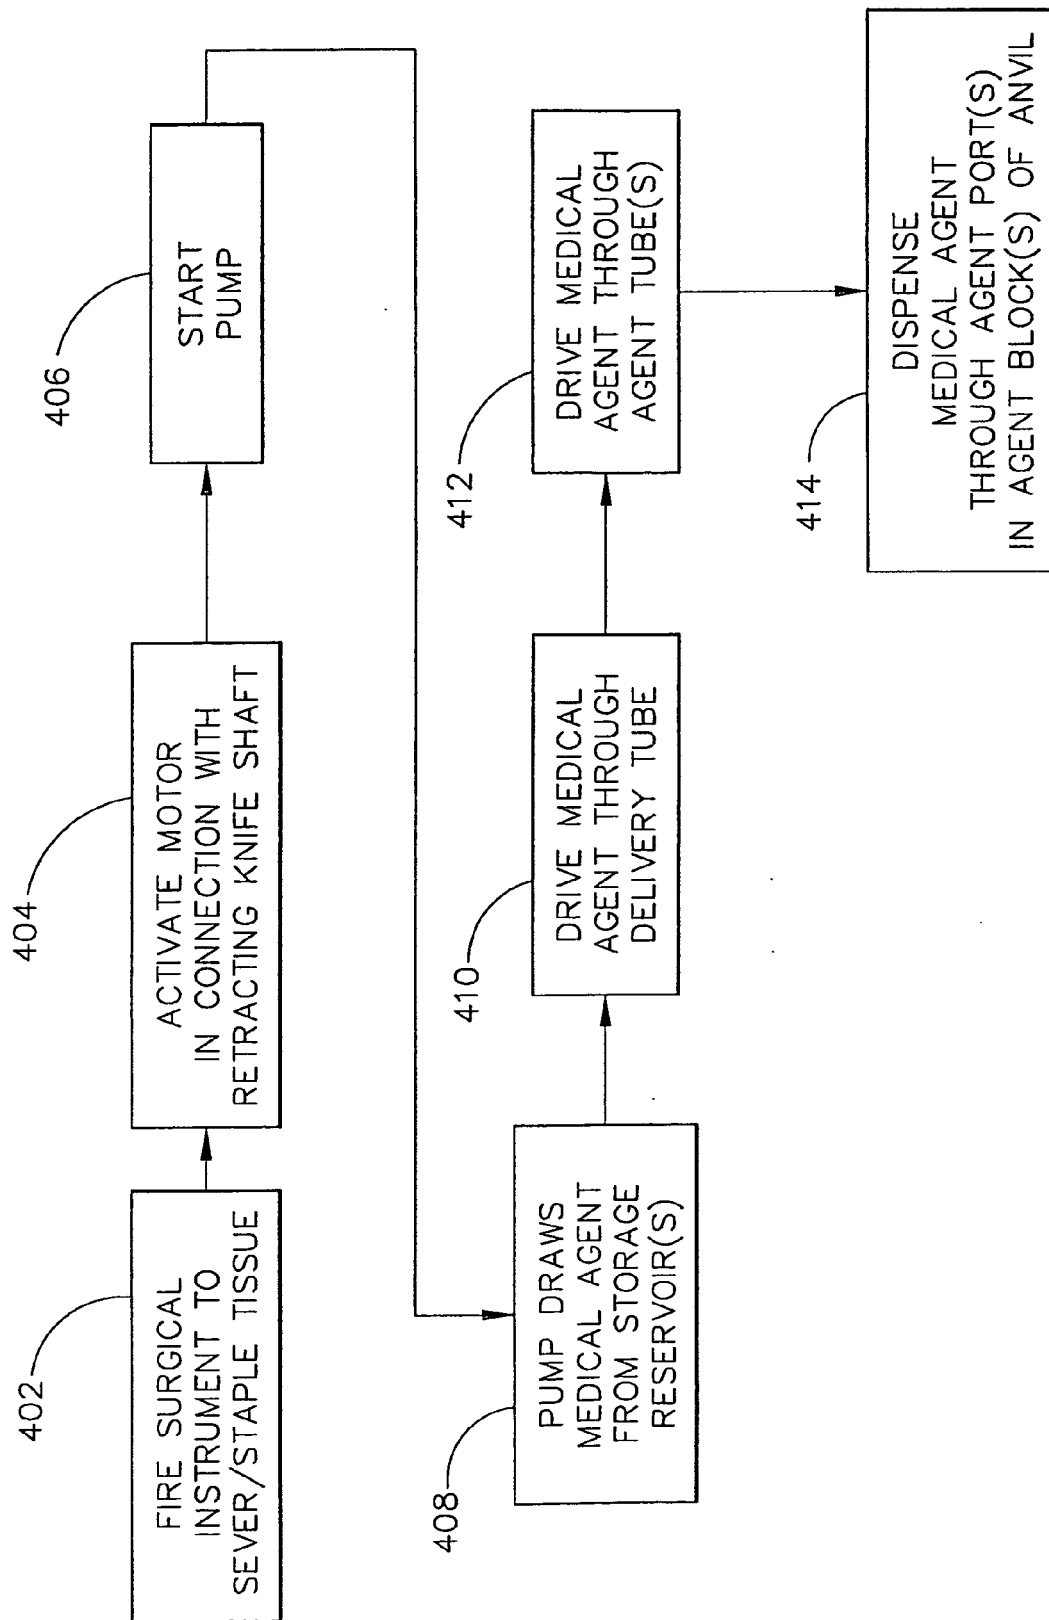 402
FIRE SURGICAL
INSTRUMENT TO
SEVER/STAPLE TISSUE
404
ACTIVATE MOTOR
IN CONNECTION WITH
RETRACTING KNIFE SHAFT
406
START
PUMP
408
PUMP DRAWS
MEDICAL AGENT
FROM STORAGE
RESERVOIR(S)
410
DRIVE MEDICAL
AGENT THROUGH
DELIVERY TUBE
412
DRIVE MEDICAL
AGENT THROUGH
AGENT TUBE(S)
414
DISPENSE
MEDICAL AGENT
THROUGH AGENT PORT(S)
IN AGENT BLOCK(S) OF ANVIL